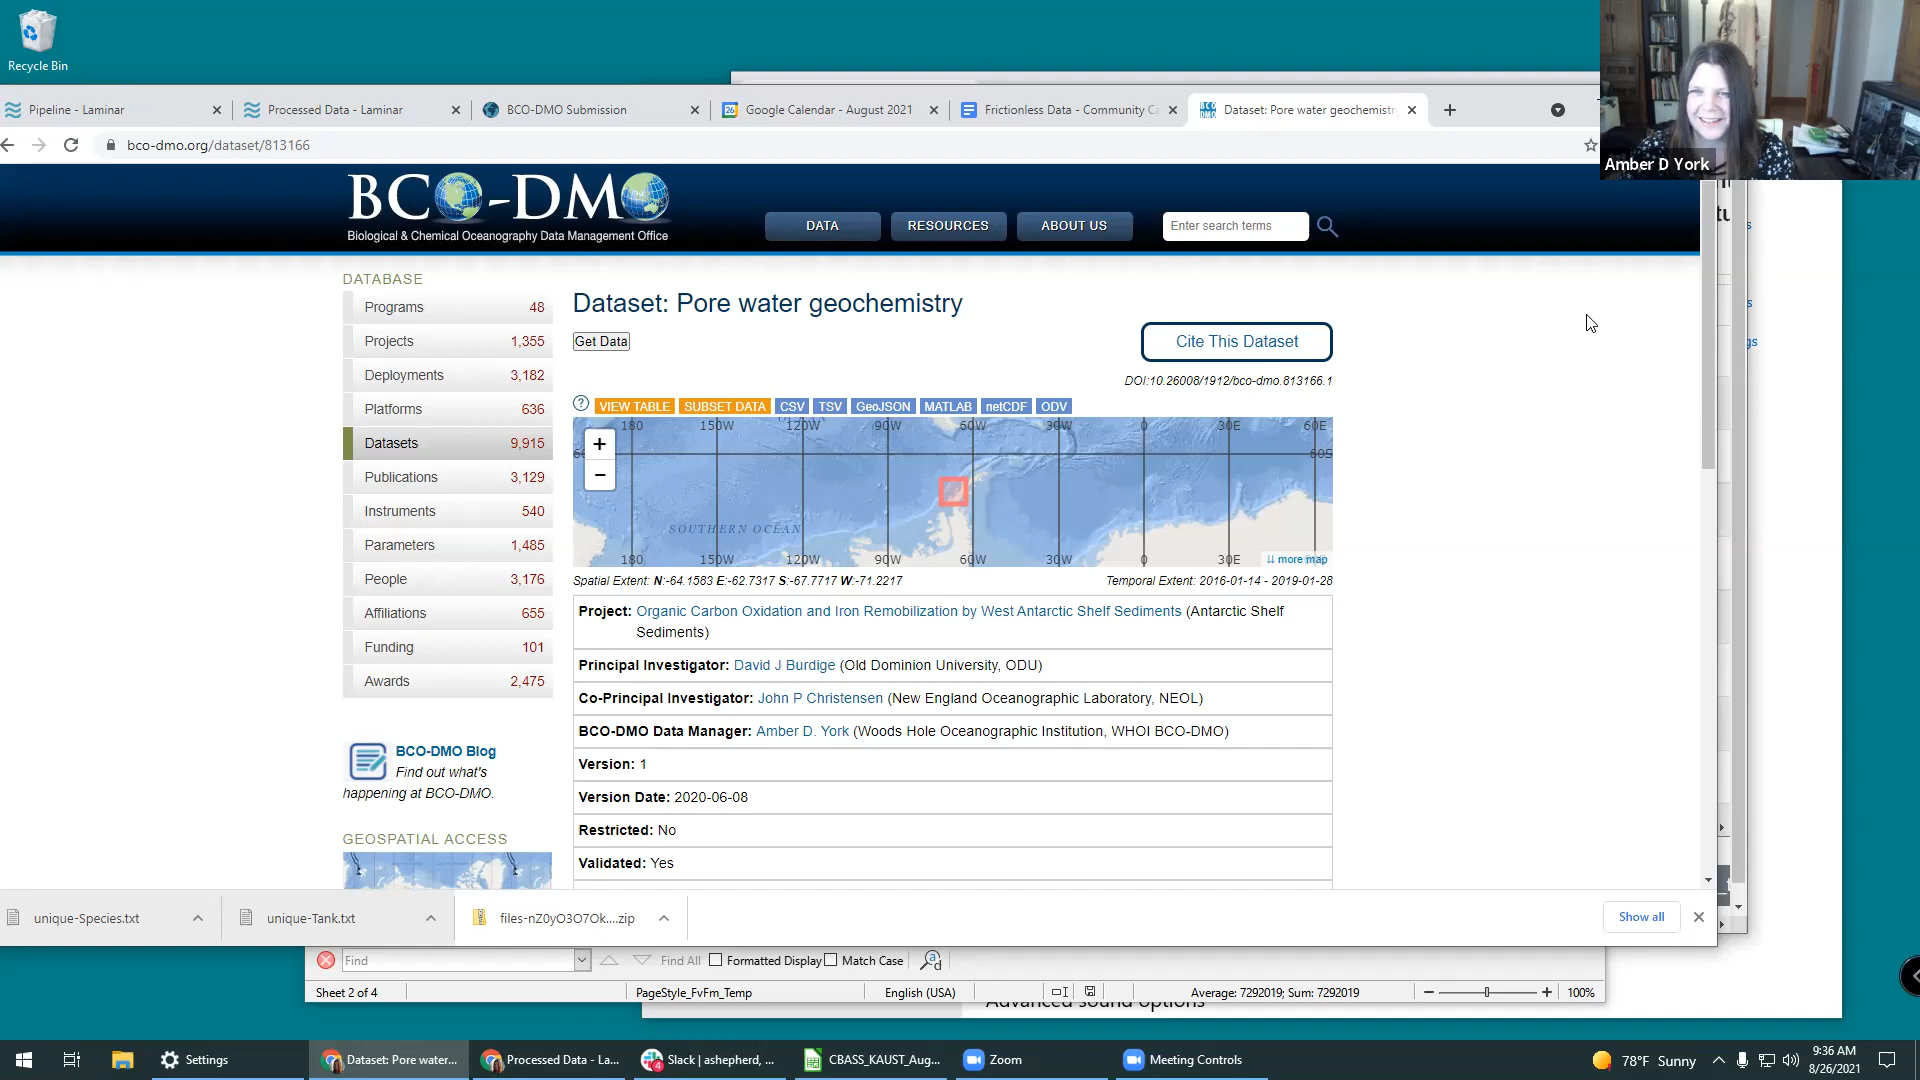 Recycle Bin
Pipeline - Laminar
Processed Data - Laminar
BCO-DMO Submission
Google Calendar - August 2021
Frictionless Data - Community Ca
Dataset: Pore water geochemistr
bco-dmo.org/dataset/813166
Amber D York
BCO-DMO
Biological & Chemical Oceanography Data Management Office
DATA
RESOURCES
ABOUT US
Enter search terms
DATABASE
Programs 48
Projects 1,355
Deployments 3,182
Platforms 636
Datasets 9,915
Publications 3,129
Instruments 540
Parameters 1,485
People 3,176
Affiliations 655
Funding 101
Awards 2,475
BCO-DMO Blog
Find out what's
happening at BCO-DMO.
GEOSPATIAL ACCESS
Dataset: Pore water geochemistry
Get Data
Cite This Dataset
DOI:10.26008/1912/bco-dmo.813166.1
VIEW TABLE SUBSET DATA CSV TSV GeoJSON MATLAB netCDF ODV
180 150W 120W 90W 60W 30W 0 30E 60E
60S
+
−
SOUTHERN OCEAN
180 150W 120W 90W 60W 30W 0 30E
more map
Spatial Extent: N:-64.1583 E:-62.7317 S:-67.7717 W:-71.2217
Temporal Extent: 2016-01-14 - 2019-01-28
Project: Organic Carbon Oxidation and Iron Remobilization by West Antarctic Shelf Sediments (Antarctic Shelf
Sediments)
Principal Investigator: David J Burdige (Old Dominion University, ODU)
Co-Principal Investigator: John P Christensen (New England Oceanographic Laboratory, NEOL)
BCO-DMO Data Manager: Amber D. York (Woods Hole Oceanographic Institution, WHOI BCO-DMO)
Version: 1
Version Date: 2020-06-08
Restricted: No
Validated: Yes
unique-Species.txt
unique-Tank.txt
files-nZ0yO3O7Ok....zip
Show all
Find
Find All
Formatted Display
Match Case
Sheet 2 of 4
PageStyle_FvFm_Temp
English (USA)
Average: 7292019; Sum: 7292019
100%
Advanced sound options
Settings
Dataset: Pore water...
Processed Data - La...
Slack | ashepherd, ...
CBASS_KAUST_Aug...
Zoom
Meeting Controls
78°F Sunny
9:36 AM
8/26/2021